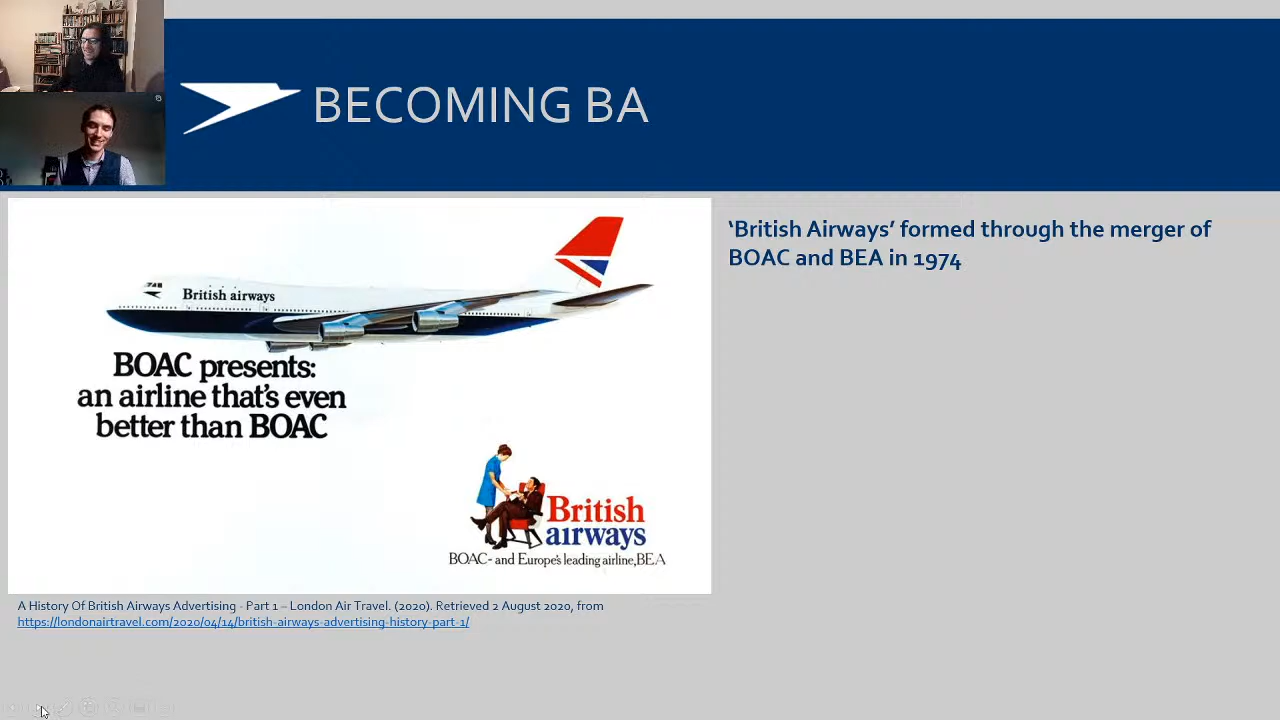 BECOMING BA
British airways
BOAC presents:
an airline that's even
better than BOAC
British
airways
BOAC- and Europe's leading airline,BEA
‘British Airways’ formed through the merger of
BOAC and BEA in 1974
A History Of British Airways Advertising - Part 1 – London Air Travel. (2020). Retrieved 2 August 2020, from
https://londonairtravel.com/2020/04/14/british-airways-advertising-history-part-1/